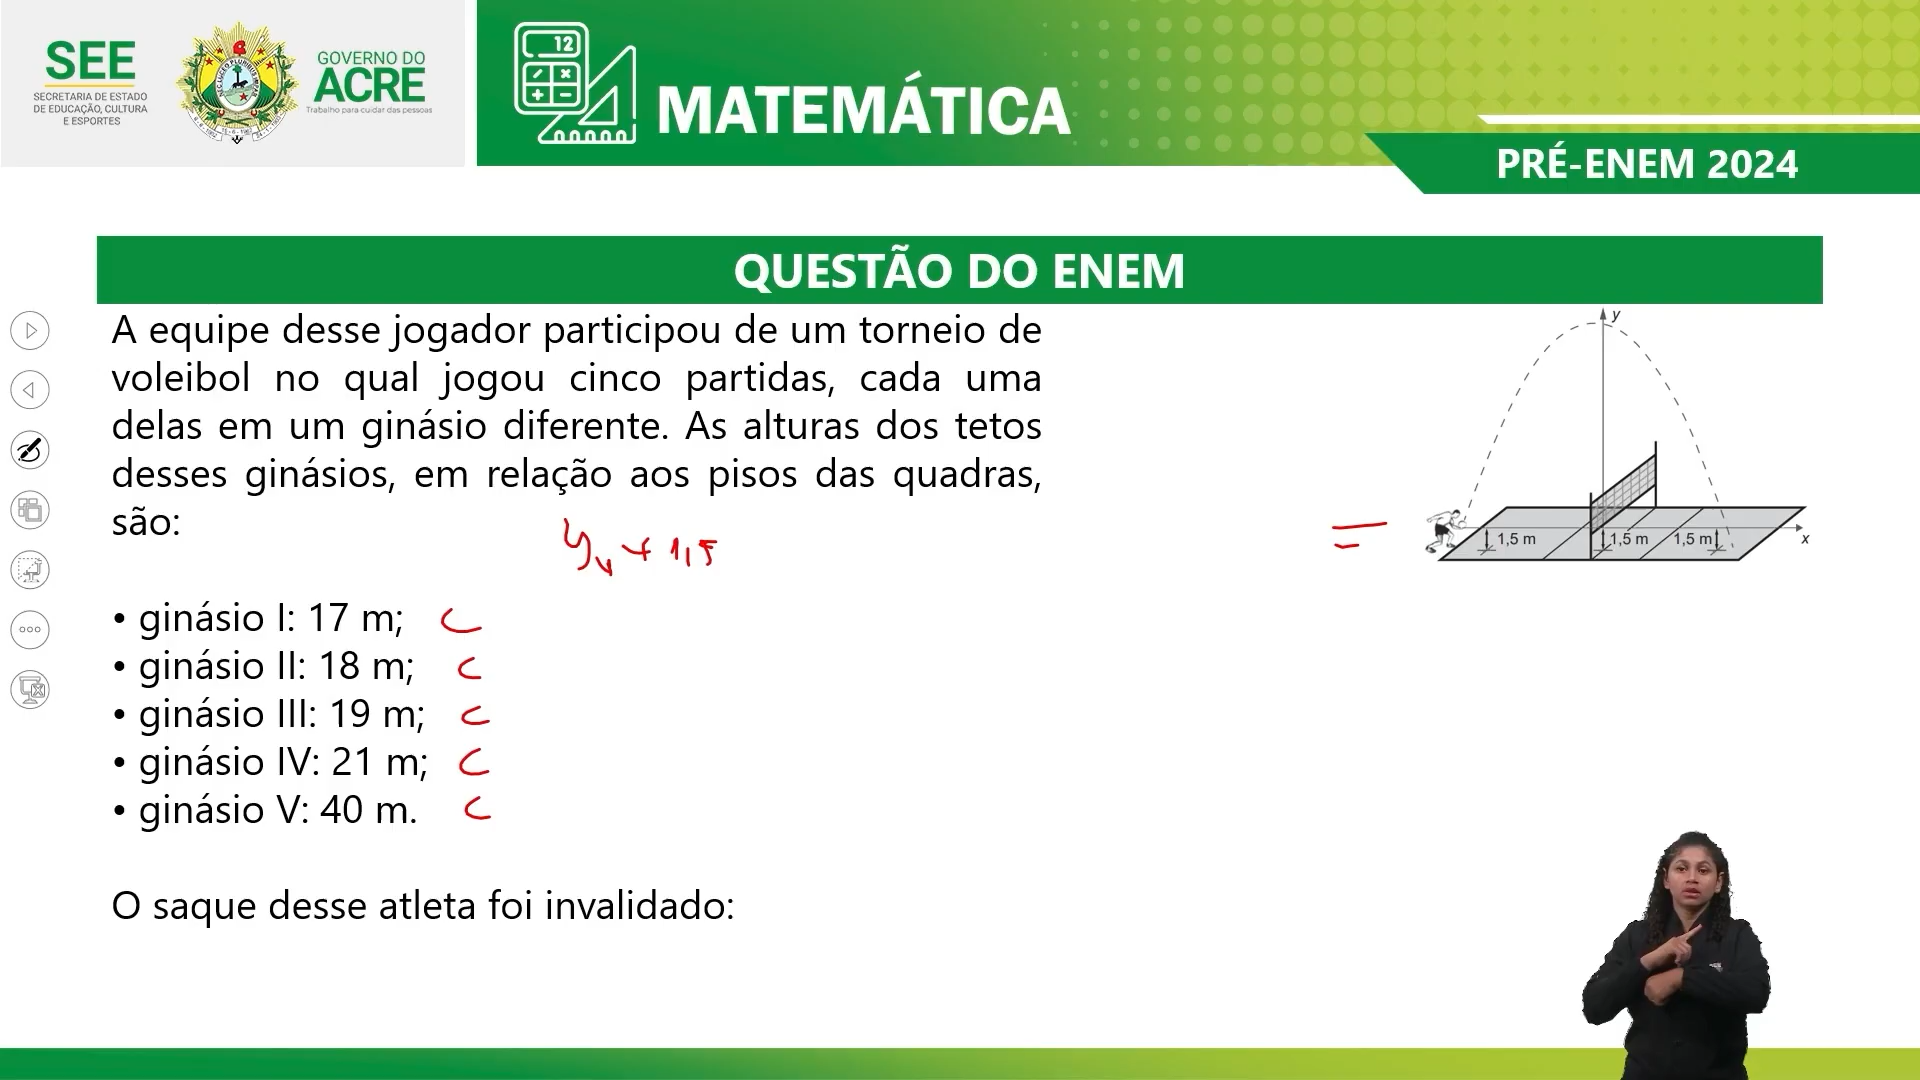 SEE
SECRETARIA DE ESTADO
DE EDUCAÇÃO, CULTURA
E ESPORTES
GOVERNO DO
ACRE
Trabalho para cuidar das pessoas
12
MATEMÁTICA
PRÉ-ENEM 2024
QUESTÃO DO ENEM
A equipe desse jogador participou de um torneio de
voleibol no qual jogou cinco partidas, cada uma
delas em um ginásio diferente. As alturas dos tetos
desses ginásios, em relação aos pisos das quadras,
são:
yv + 1,5
• ginásio I: 17 m; C
• ginásio II: 18 m; C
• ginásio III: 19 m; C
• ginásio IV: 21 m; C
• ginásio V: 40 m. C
O saque desse atleta foi invalidado:
y
=
1,5 m 1,5 m 1,5 m
x